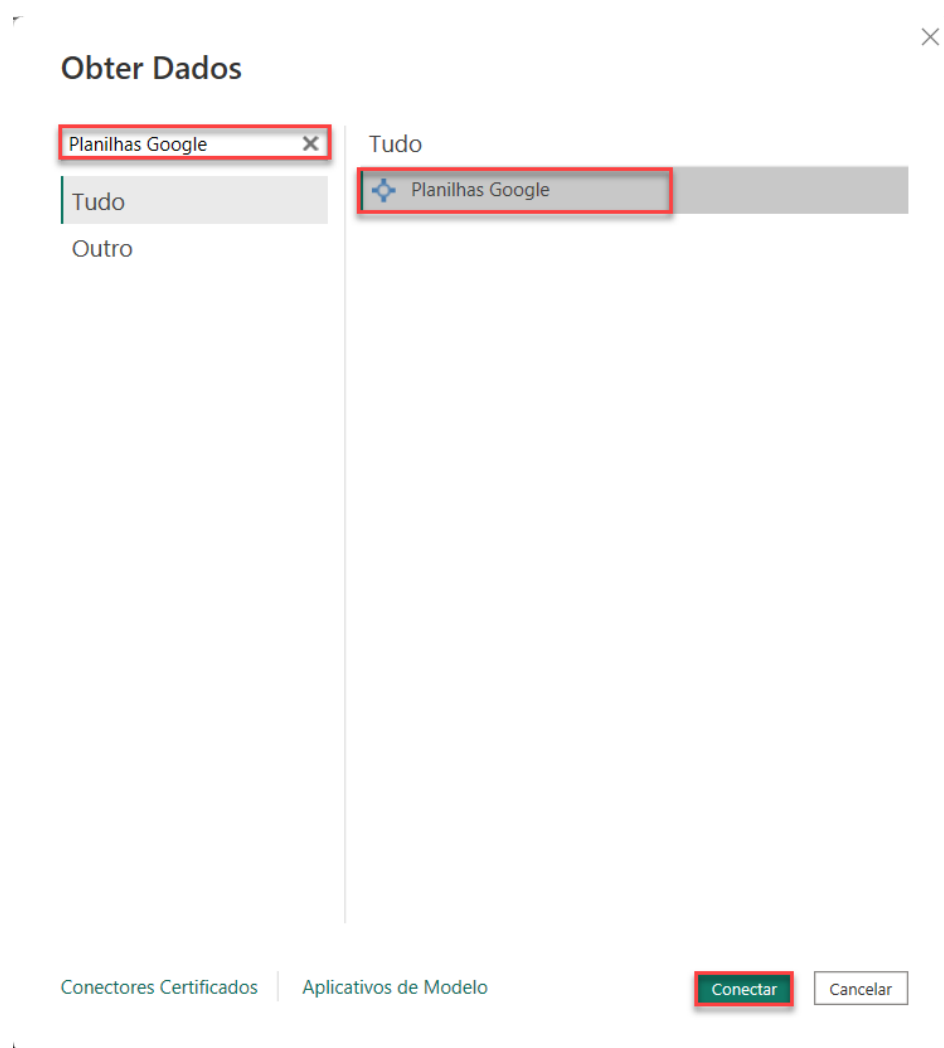 Obter Dados
Planilhas Google
Tudo
Outro
Tudo
Planilhas Google
Conectores Certificados
Aplicativos de Modelo
Conectar
Cancelar